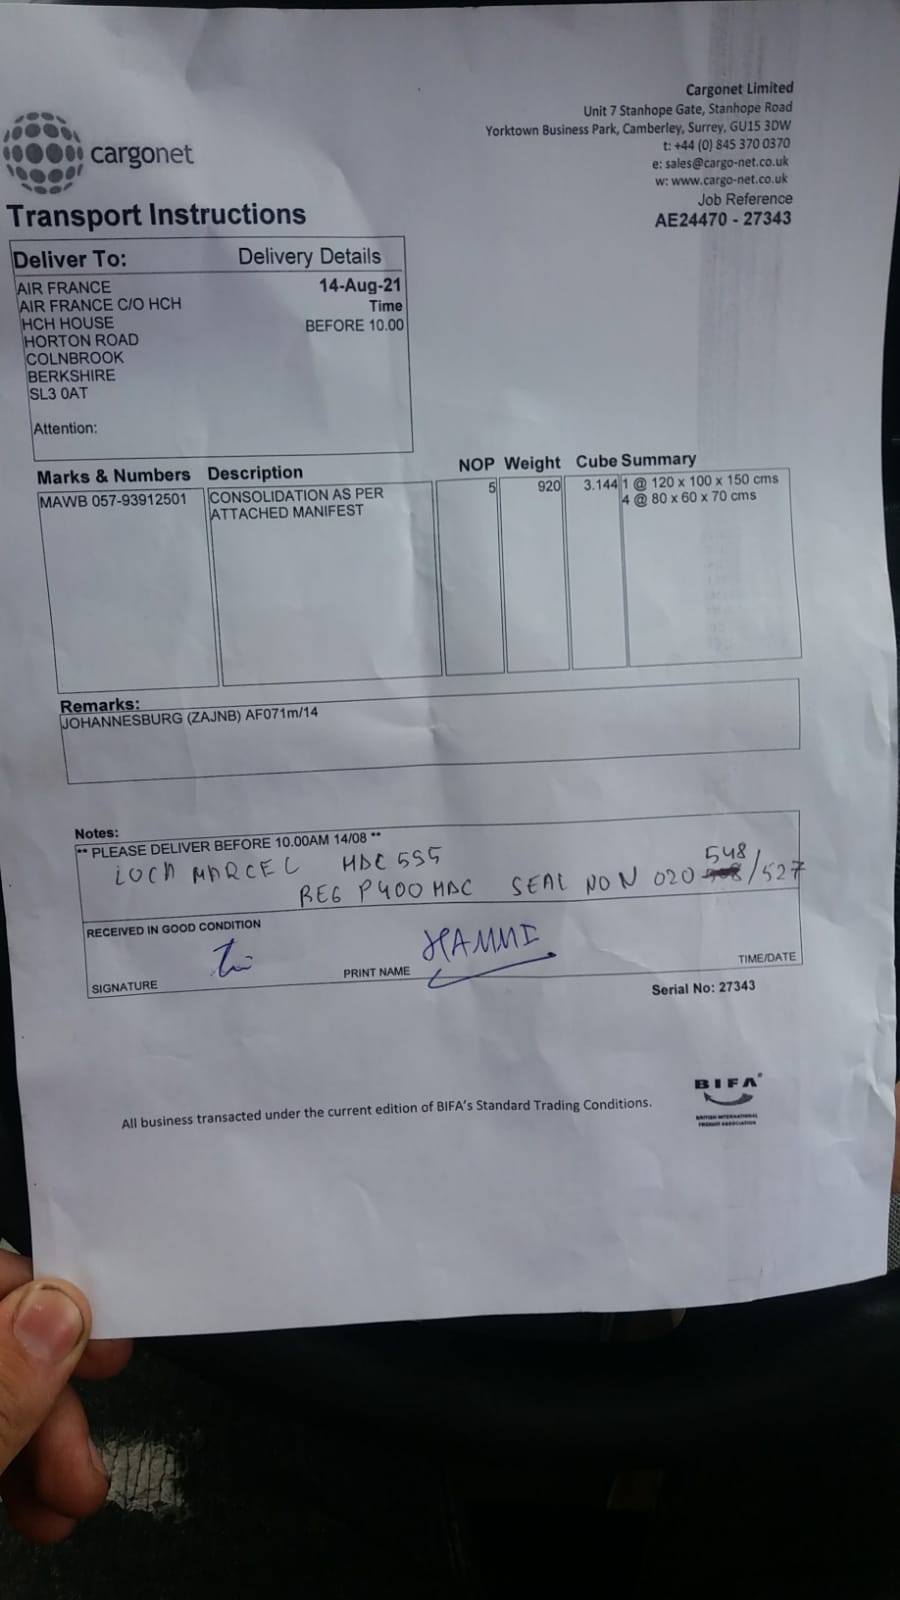 cargonet
Cargonet Limited
Unit 7 Stanhope Gate, Stanhope Road
Yorktown Business Park, Camberley, Surrey, GU15 3DW
t: +44 (0) 845 370 0370
e: sales@cargo-net.co.uk
w: www.cargo-net.co.uk
Job Reference
AE24470 - 27343
Transport Instructions
Deliver To: Delivery Details
AIR FRANCE 14-Aug-21
AIR FRANCE C/O HCH Time
HCH HOUSE BEFORE 10.00
HORTON ROAD
COLNBROOK
BERKSHIRE
SL3 0AT
Attention:
Marks & Numbers Description NOP Weight Cube Summary
MAWB 057-93912501 CONSOLIDATION AS PER 5 920 3.144 1 @ 120 x 100 x 150 cms
ATTACHED MANIFEST 4 @ 80 x 60 x 70 cms
Remarks:
JOHANNESBURG (ZAJNB) AF071m/14
Notes:
** PLEASE DELIVER BEFORE 10.00AM 14/08 **
MARCEL
548
REG P400 MAC SEAL NO N 020 /527
RECEIVED IN GOOD CONDITION
SIGNATURE PRINT NAME TIME/DATE
Serial No: 27343
All business transacted under the current edition of BIFA's Standard Trading Conditions.
BIFA
BRITISH INTERNATIONAL
FREIGHT ASSOCIATION